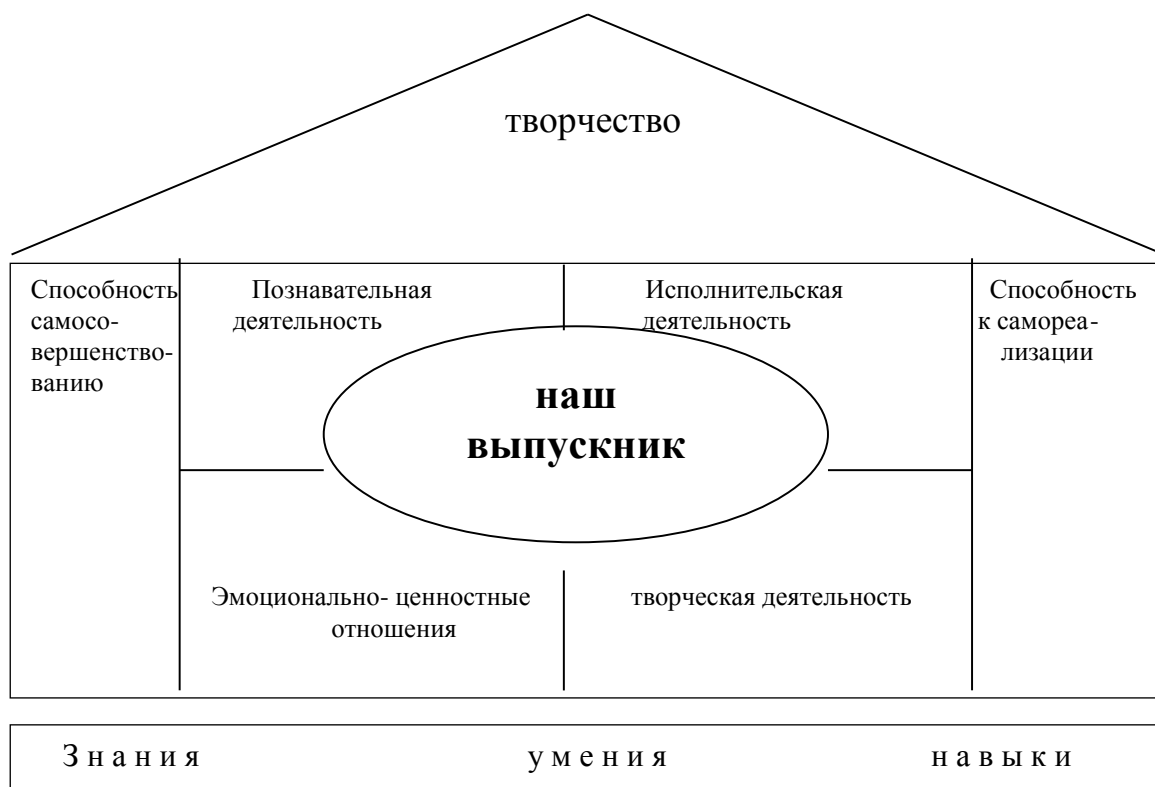 творчество
Способность
самосо-
вершенство-
ванию
Познавательная
деятельность
Исполнительская
деятельность
Способность
к самореа-
лизации
наш
выпускник
Эмоционально- ценностные
отношения
творческая деятельность
З н а н и я у м е н и я н а в ы к и